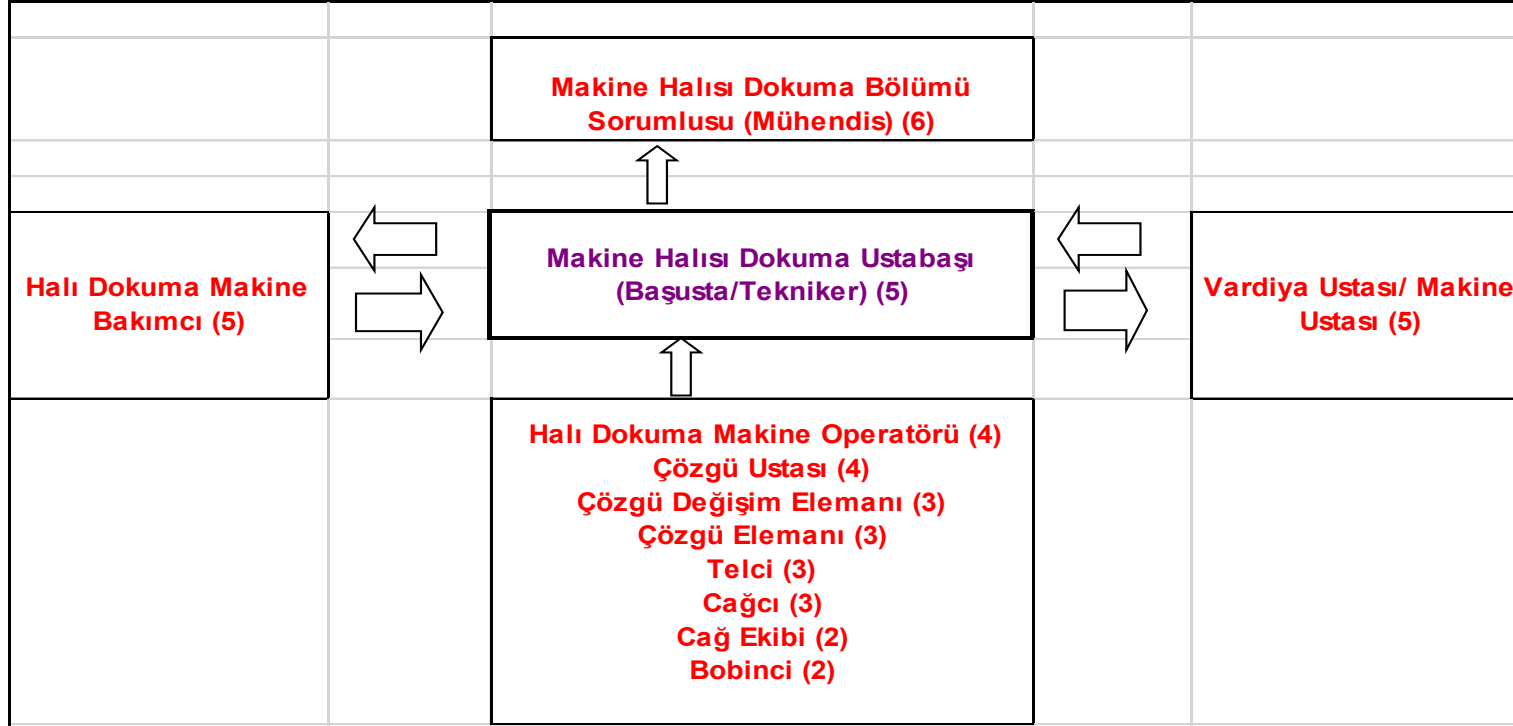 Makine Halısı Dokuma Bölümü
Sorumlusu (Mühendis) (6)
Halı Dokuma Makine
Bakımcı (5)
Makine Halısı Dokuma Ustabaşı
(Başusta/Tekniker) (5)
Vardiya Ustası/ Makine
Ustası (5)
Halı Dokuma Makine Operatörü (4)
Çözgü Ustası (4)
Çözgü Değişim Elemanı (3)
Çözgü Elemanı (3)
Telci (3)
Cağcı (3)
Cağ Ekibi (2)
Bobinci (2)